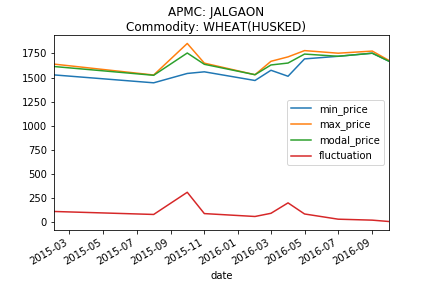 APMC: JALGAON
Commodity: WHEAT(HUSKED)
1750
1500
1250
1000
750
500
250
0
min_price
max_price
modal_price
fluctuation
2015-03
2015-05
2015-07
2015-09
2015-11
2016-01
2016-03
2016-05
2016-07
2016-09
date